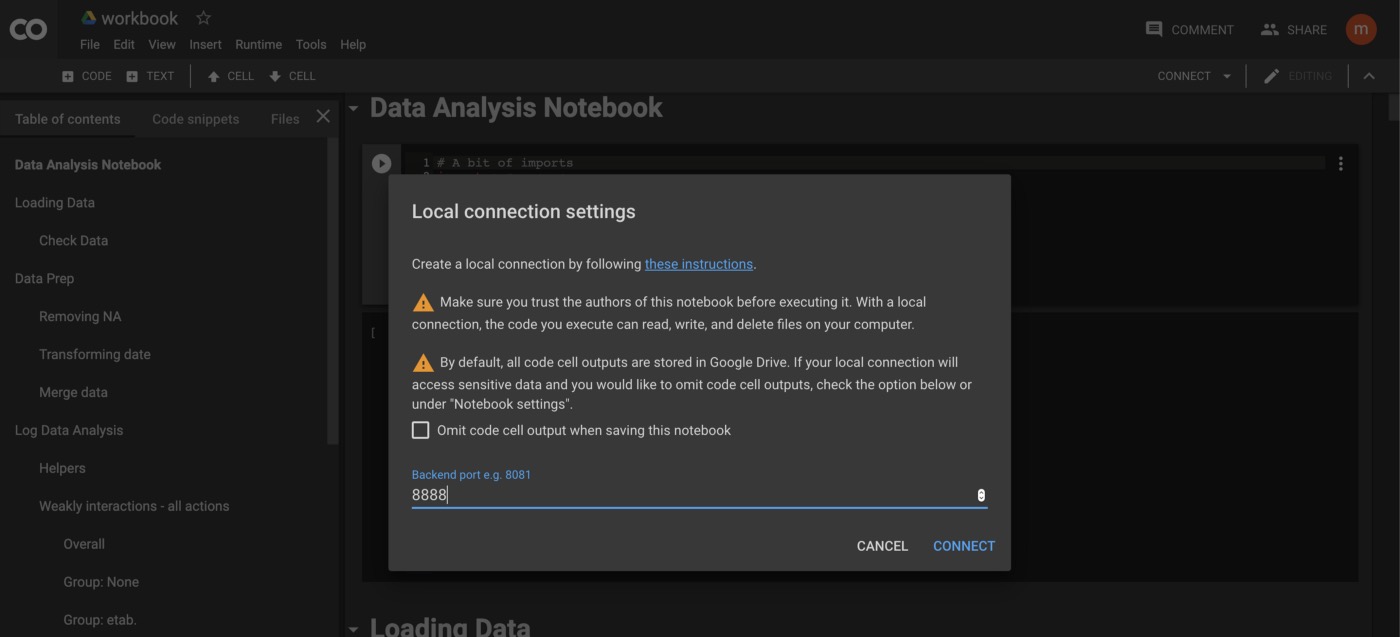 CO
workbook
File Edit View Insert Runtime Tools Help
COMMENT SHARE m
CODE TEXT CELL CELL
CONNECT EDITING
Table of contents Code snippets Files
Data Analysis Notebook
Loading Data
Check Data
Data Prep
Removing NA
Transforming date
Merge data
Log Data Analysis
Helpers
Weakly interactions - all actions
Overall
Group: None
Group: etab.
Data Analysis Notebook
1 # A bit of imports
[
Local connection settings
Create a local connection by following these instructions.
Make sure you trust the authors of this notebook before executing it. With a local
connection, the code you execute can read, write, and delete files on your computer.
By default, all code cell outputs are stored in Google Drive. If your local connection will
access sensitive data and you would like to omit code cell outputs, check the option below or
under "Notebook settings".
Omit code cell output when saving this notebook
Backend port e.g. 8081
8888
CANCEL CONNECT
Loading Data